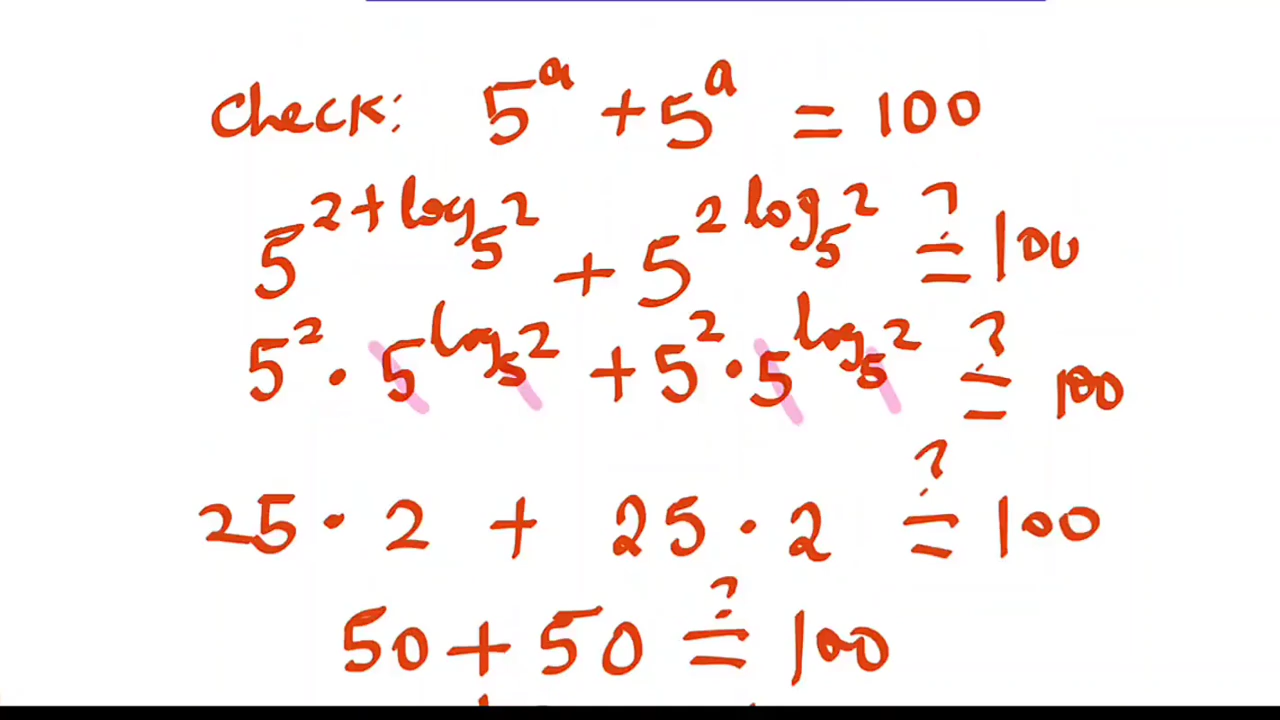 Check: 5^a + 5^a = 100
5^(2+log_5 2) + 5^(2 log_5 2) ≟ 100
5^2 · 5^(log_5 2) + 5^2 · 5^(log_5 2) ≟ 100
25 · 2 + 25 · 2 ≟ 100
50 + 50 ≟ 100